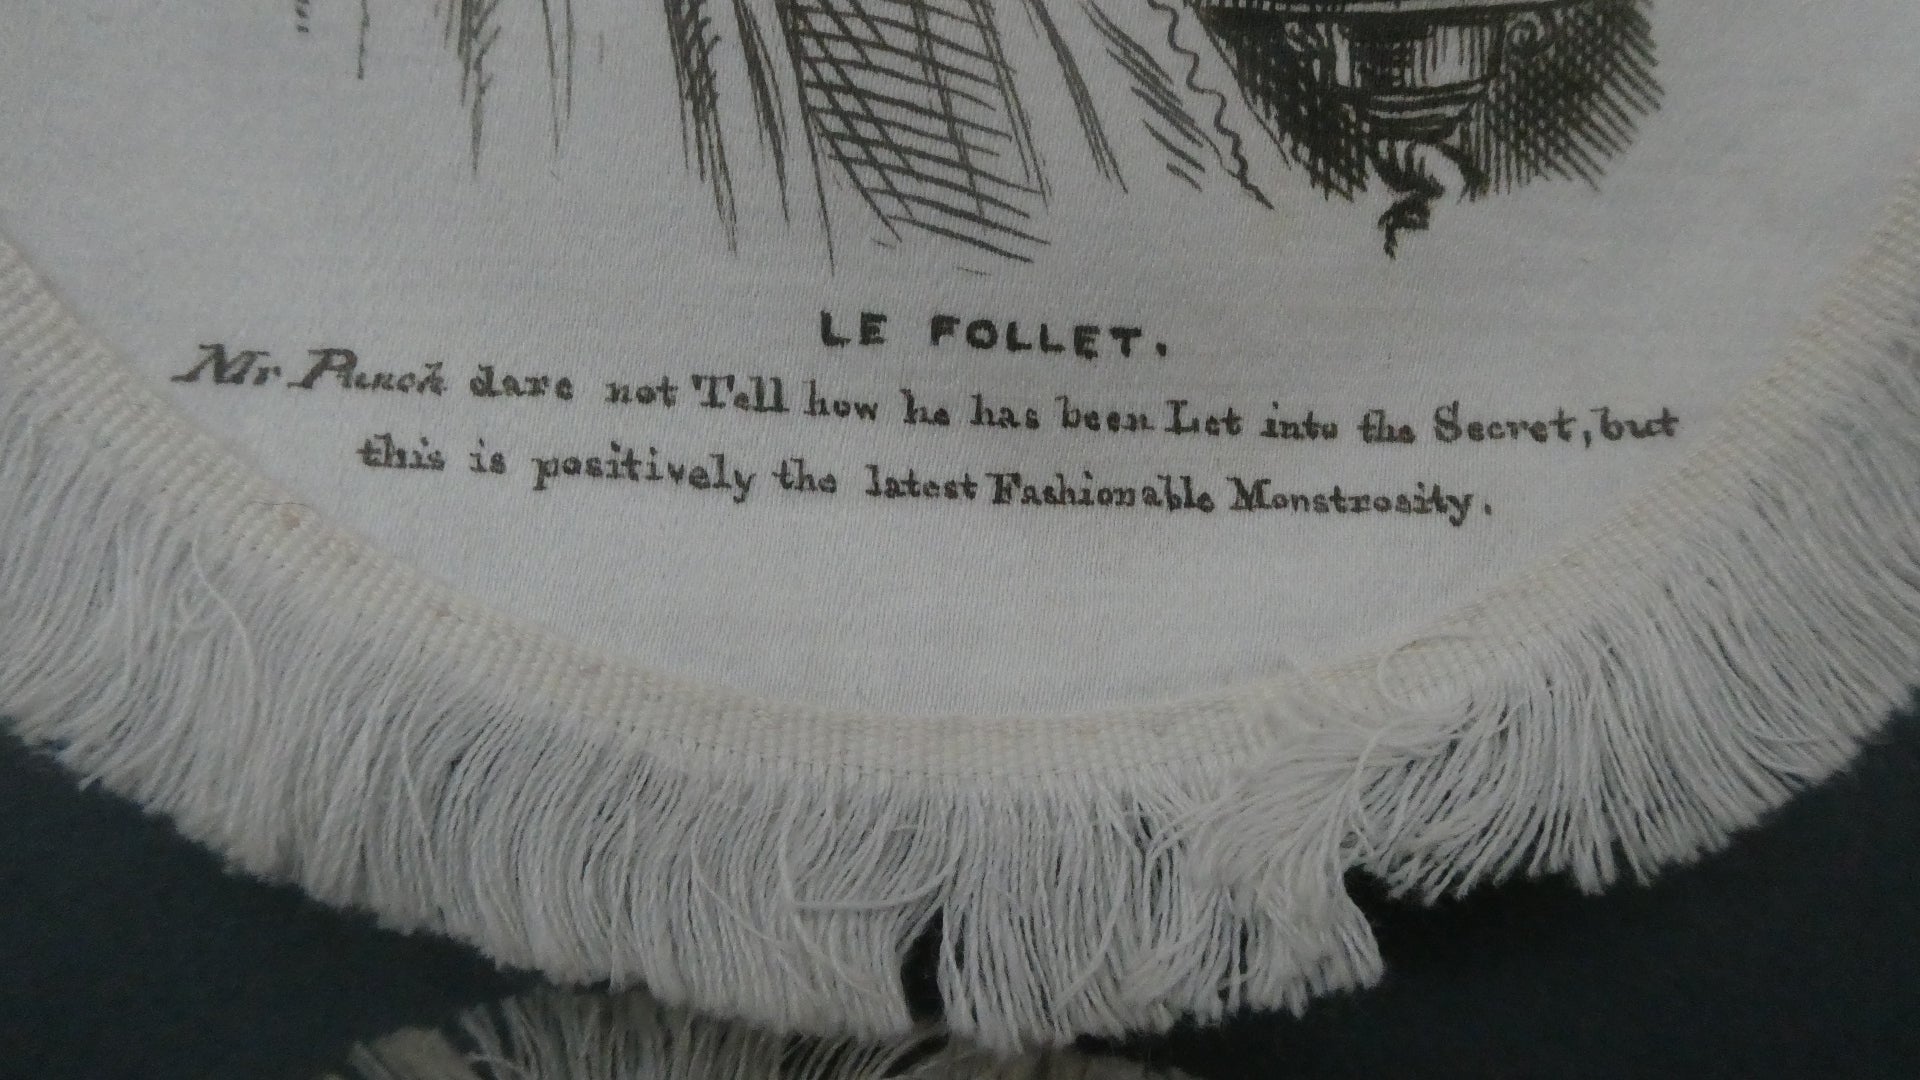 LE FOLLET.
Mr Punch dare not Tell how he has been Let into the Secret, but
this is positively the latest Fashionable Monstrosity.